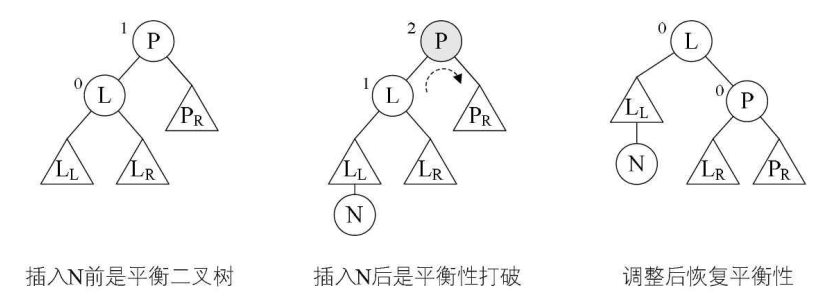 1 P
0 L
P_R
L_L L_R
2 P
1 L
P_R
L_L L_R
N
0 L
L_L
0 P
N L_R P_R
插入N前是平衡二叉树
插入N后是平衡性打破
调整后恢复平衡性